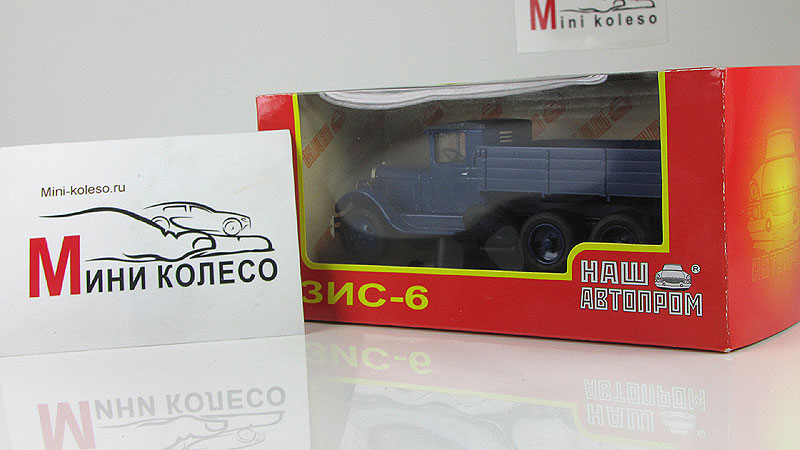 Mini koleso
Mini-koleso.ru
Мини колесо
ЗИС-6
НАШ
АВТОПРОМ
®